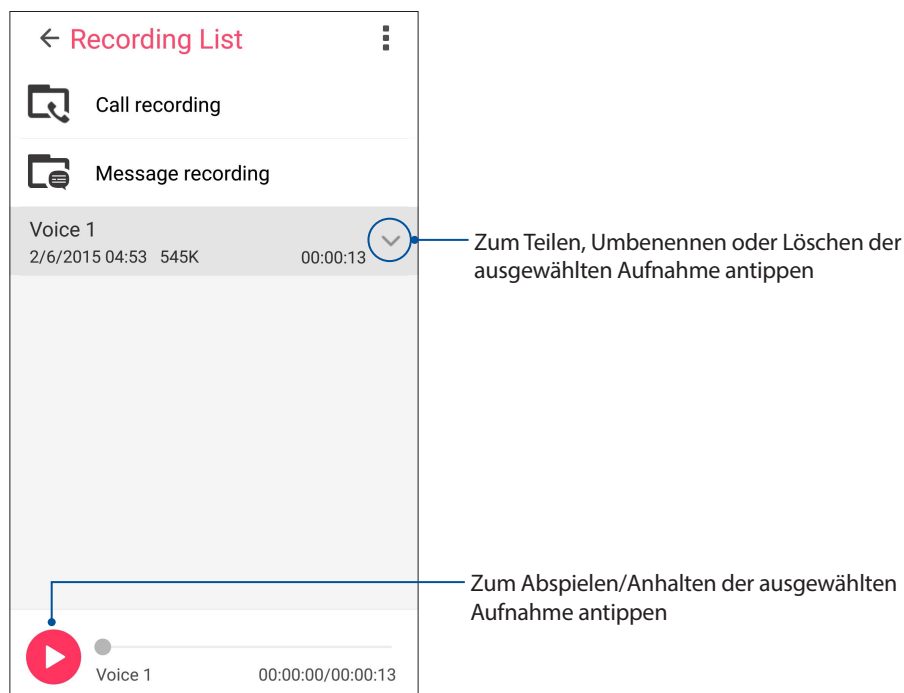 Recording List
Call recording
Message recording
Voice 1
2/6/2015 04:53 545K 00:00:13
Zum Teilen, Umbenennen oder Löschen der
ausgewählten Aufnahme antippen
Zum Abspielen/Anhalten der ausgewählten
Aufnahme antippen
Voice 1 00:00:00/00:00:13